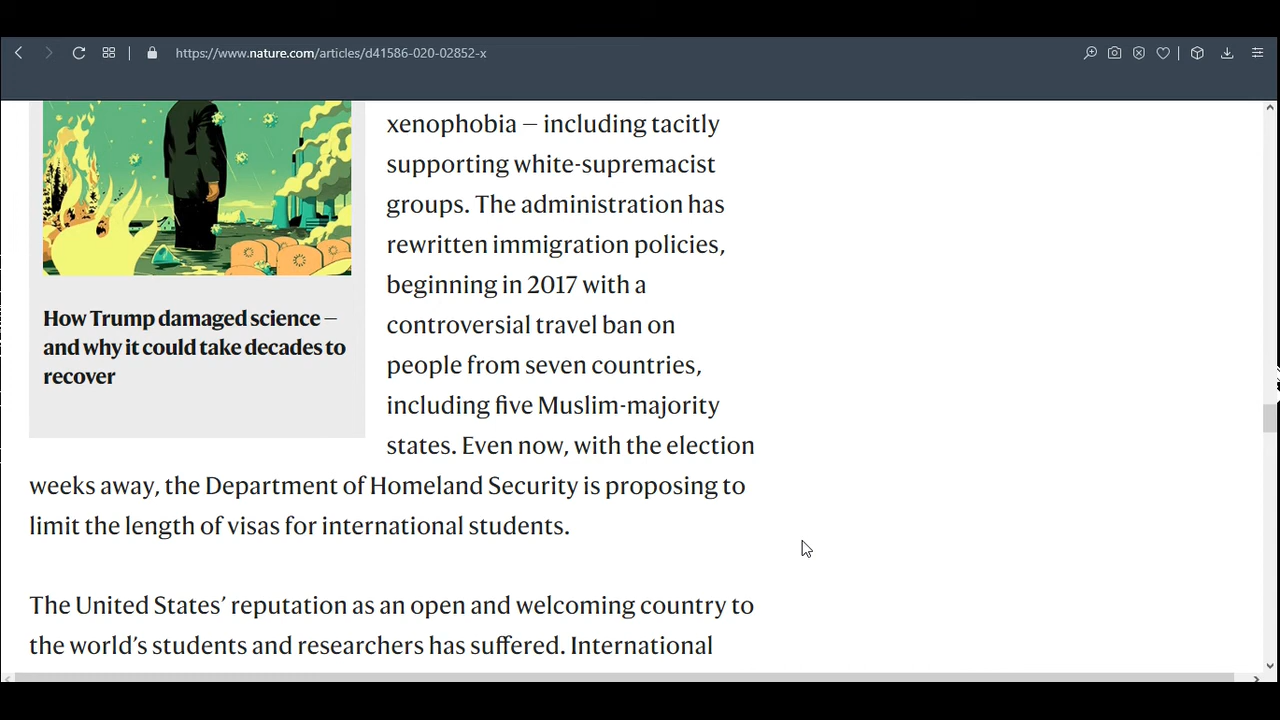 https://www.nature.com/articles/d41586-020-02852-x
xenophobia – including tacitly
supporting white-supremacist
groups. The administration has
rewritten immigration policies,
beginning in 2017 with a
controversial travel ban on
people from seven countries,
including five Muslim-majority
states. Even now, with the election
weeks away, the Department of Homeland Security is proposing to
limit the length of visas for international students.
The United States’ reputation as an open and welcoming country to
the world’s students and researchers has suffered. International
How Trump damaged science –
and why it could take decades to
recover